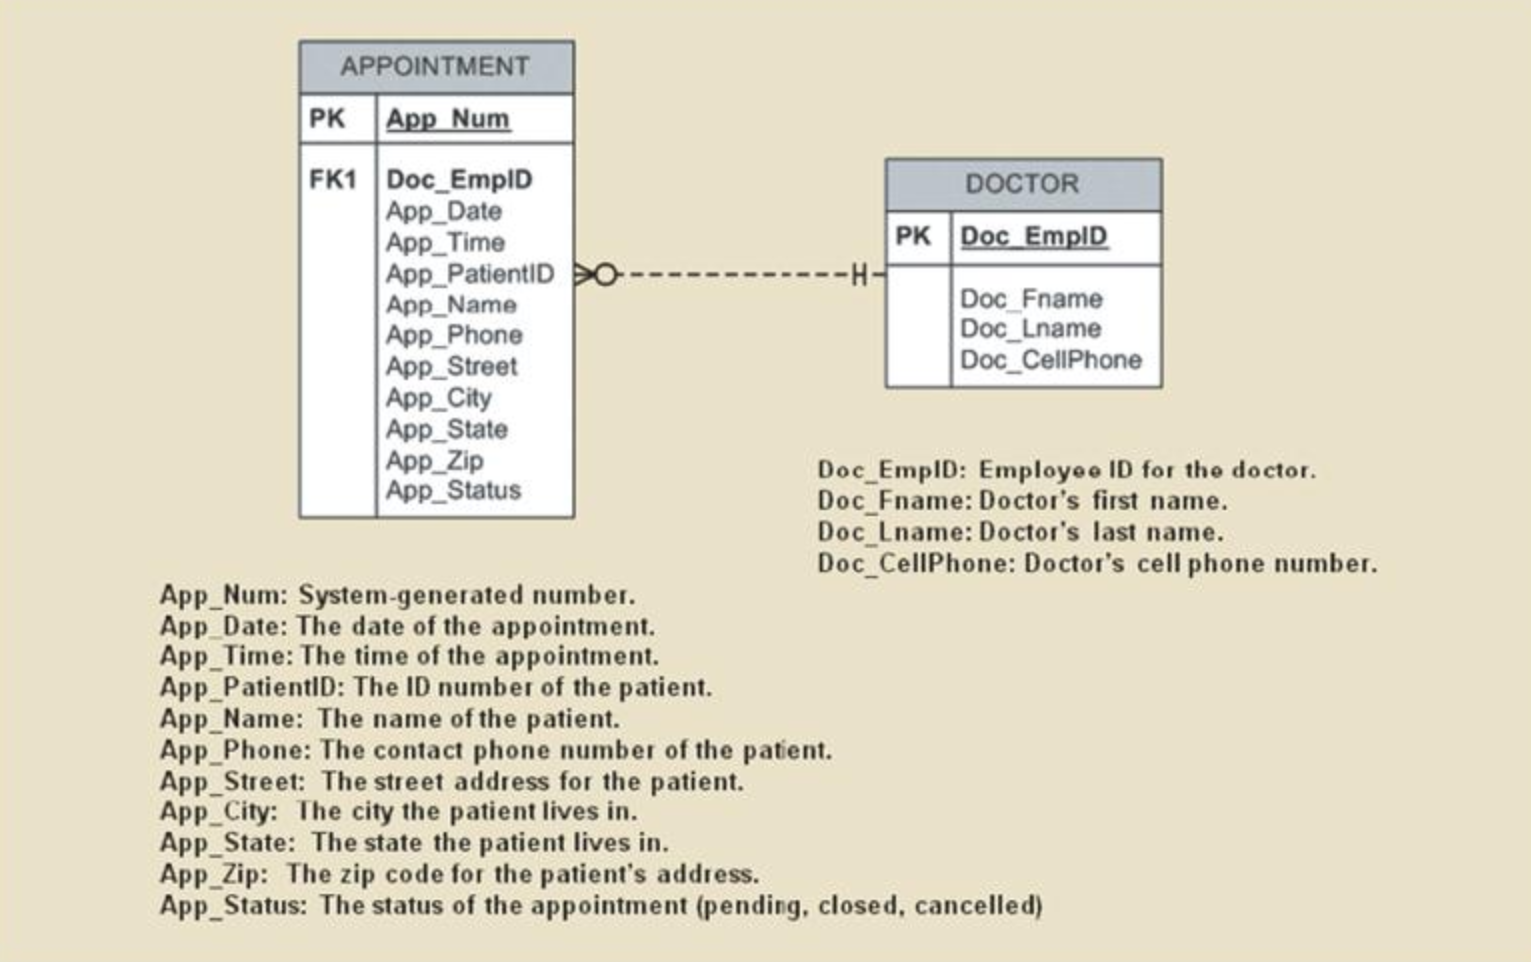 APPOINTMENT
PK App_Num
FK1 Doc_EmpID
App_Date
App_Time
App_PatientID
App_Name
App_Phone
App_Street
App_City
App_State
App_Zip
App_Status
DOCTOR
PK Doc_EmpID
Doc_Fname
Doc_Lname
Doc_CellPhone
Doc_EmpID: Employee ID for the doctor.
Doc_Fname: Doctor's first name.
Doc_Lname: Doctor's last name.
Doc_CellPhone: Doctor's cell phone number.
App_Num: System-generated number.
App_Date: The date of the appointment.
App_Time: The time of the appointment.
App_PatientID: The ID number of the patient.
App_Name: The name of the patient.
App_Phone: The contact phone number of the patient.
App_Street: The street address for the patient.
App_City: The city the patient lives in.
App_State: The state the patient lives in.
App_Zip: The zip code for the patient's address.
App_Status: The status of the appointment (pending, closed, cancelled)